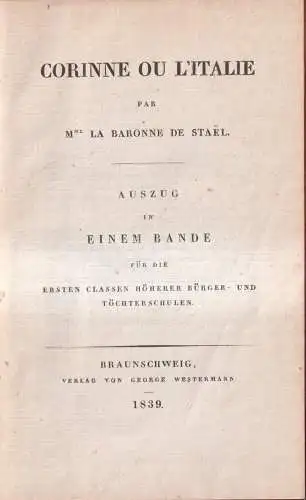 CORINNE OU L'ITALIE
PAR
Mme LA BARONNE DE STAËL.
AUSZUG
IN
EINEM BANDE
FÜR DIE
ERSTEN CLASSEN HÖHERER BÜRGER- UND
TÖCHTERSCHULEN.
BRAUNSCHWEIG,
VERLAG VON GEORGE WESTERMANN
1839.